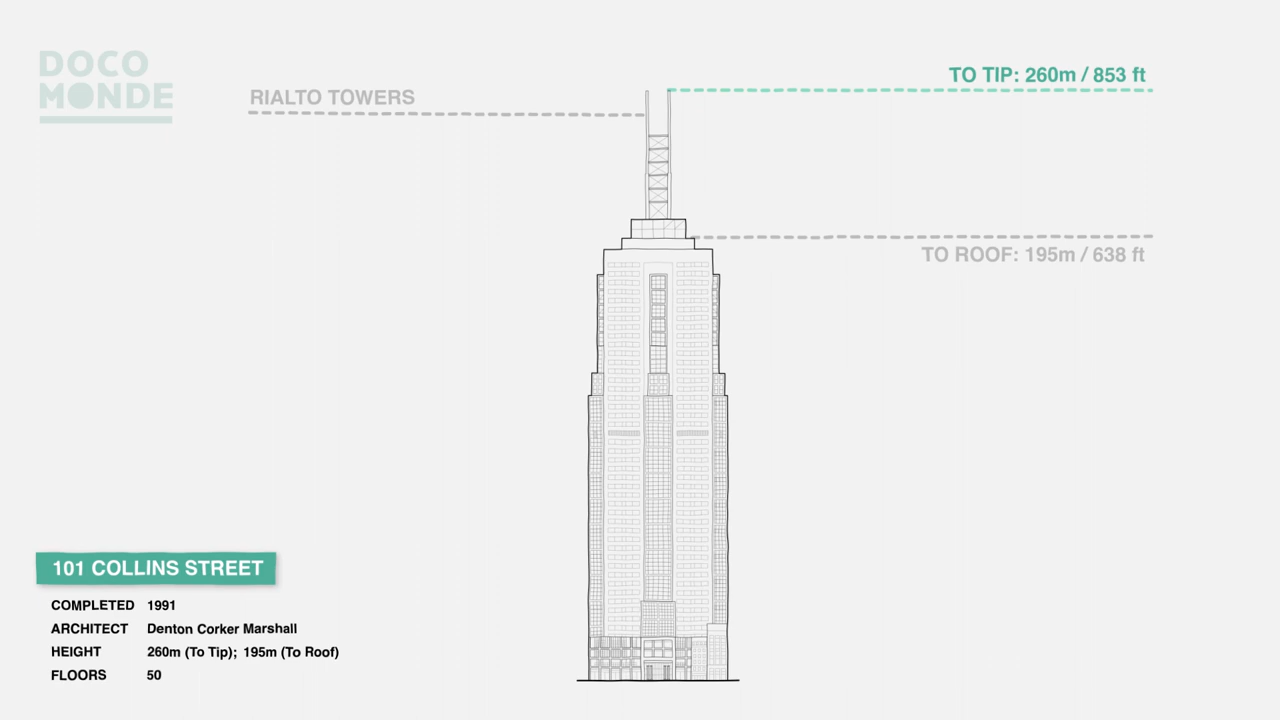 DOCO
MONDE
RIALTO TOWERS
TO TIP: 260m / 853 ft
TO ROOF: 195m / 638 ft
101 COLLINS STREET
COMPLETED 1991
ARCHITECT Denton Corker Marshall
HEIGHT 260m (To Tip); 195m (To Roof)
FLOORS 50